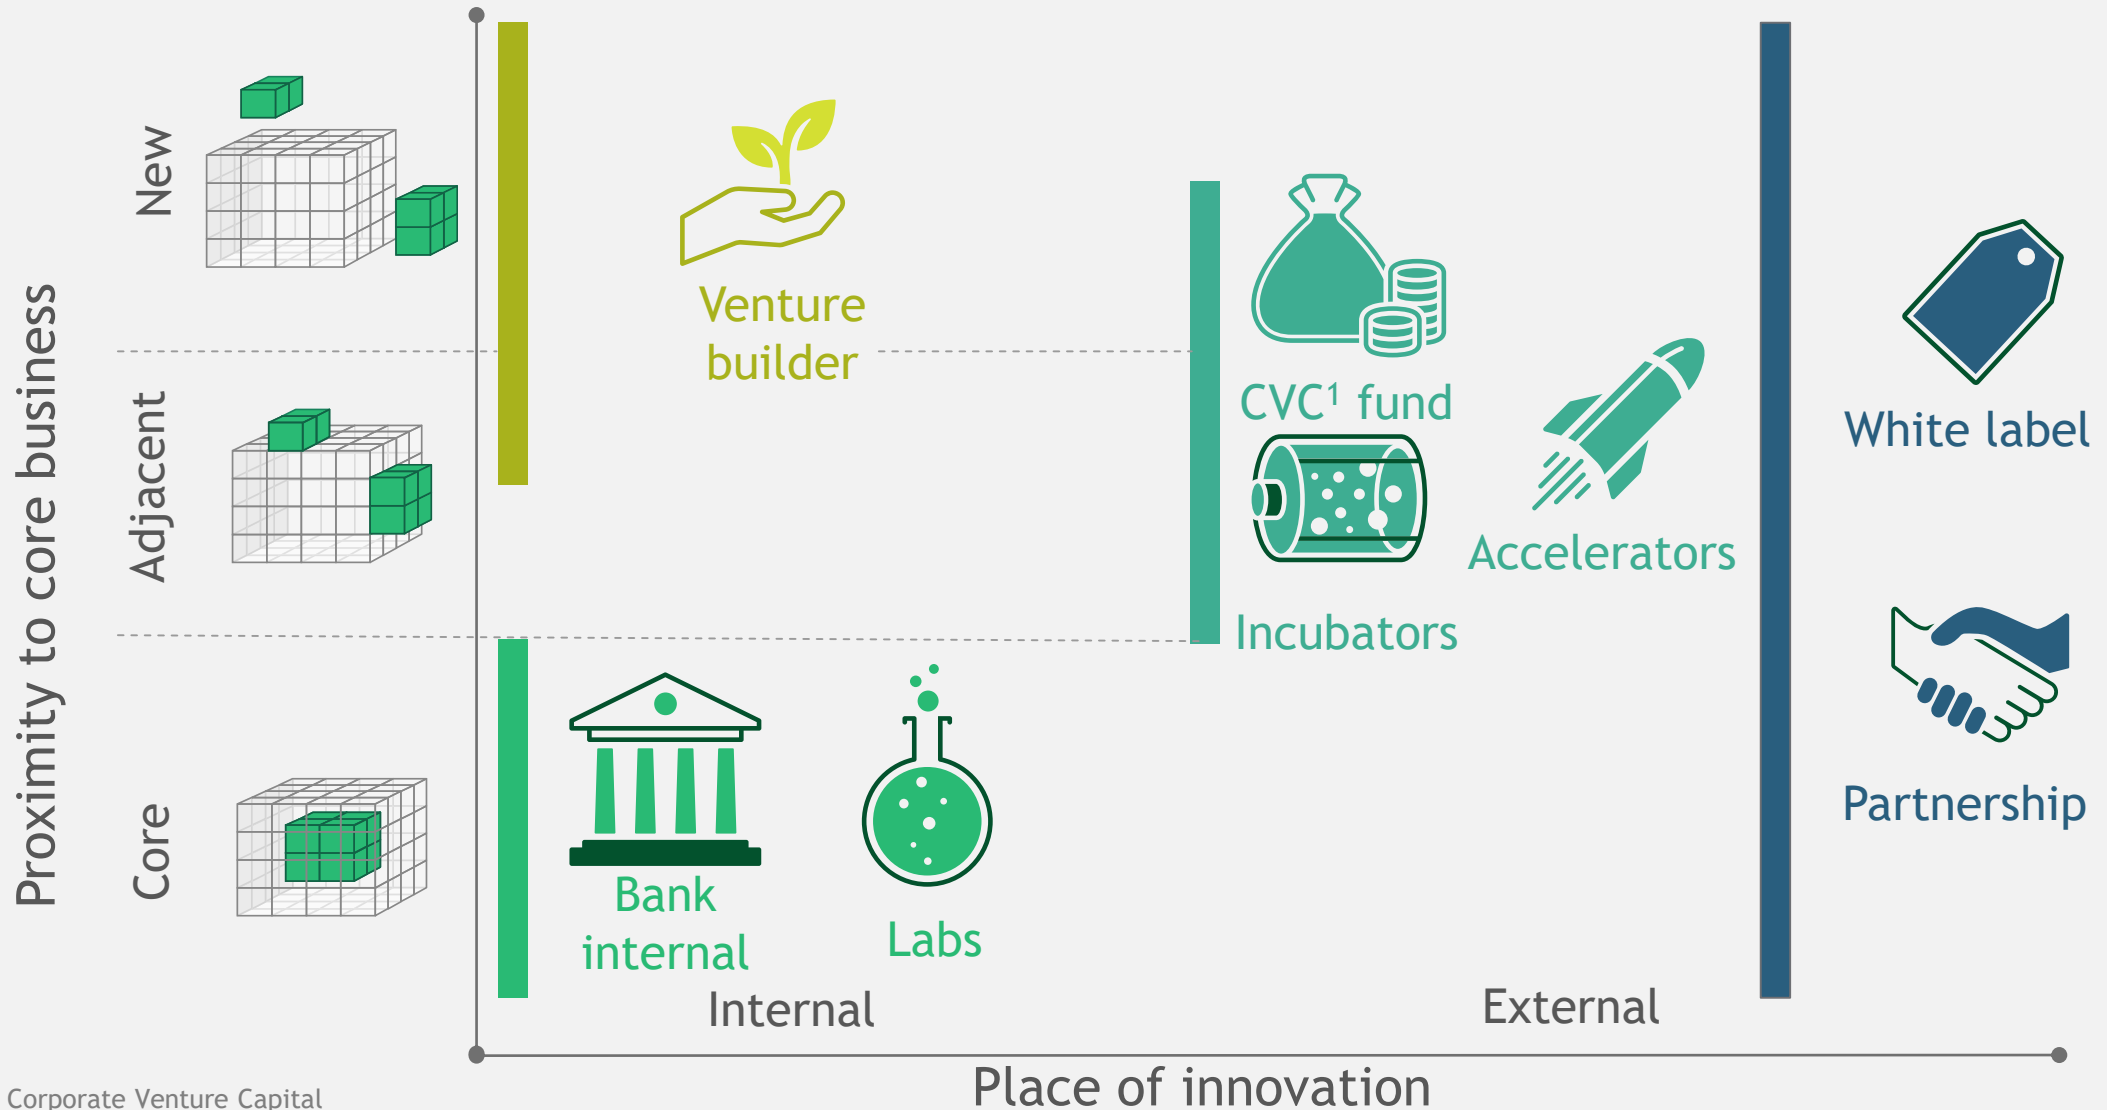 Proximity to core business
New
Adjacent
Core
Venture
builder
CVC¹ fund
Accelerators
Incubators
White label
Partnership
Bank
internal
Labs
Internal
External
Place of innovation
Corporate Venture Capital